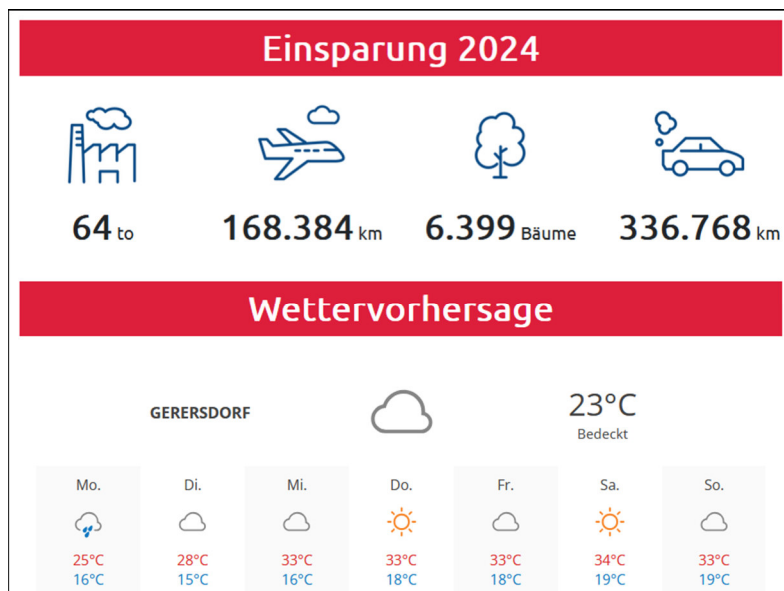 Einsparung 2024
64 to 168.384 km 6.399 Bäume 336.768 km
Wettervorhersage
GERERSDORF 23°C
Bedeckt
Mo. Di. Mi. Do. Fr. Sa. So.
25°C 28°C 33°C 33°C 33°C 34°C 33°C
16°C 15°C 16°C 18°C 18°C 19°C 19°C